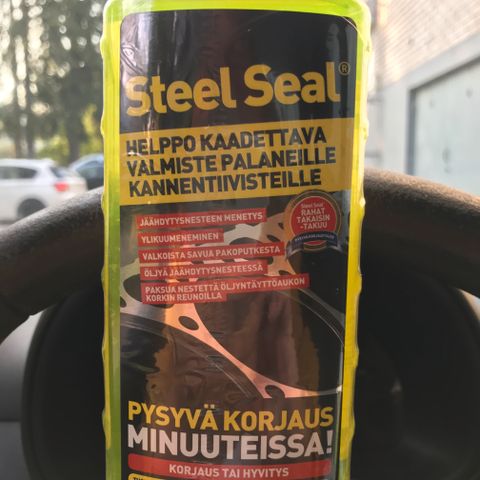 Steel Seal®
HELPPO KAADETTAVA
VALMISTE PALANEILLE
KANNENTIIVISTEILLE
JÄÄHDYTYSNESTEEN MENETYS
YLIKUUMENEMINEN
VALKOISTA SAVUA PAKOPUTKESTA
ÖLJYÄ JÄÄHDYTYSNESTEESSÄ
PAKSUA NESTETTÄ ÖLJYNTÄYTTÖAUKON
KORKIN REUNOILLA
Steel Seal
RAHAT
TAKAISIN
-TAKUU
PYSYVÄ KORJAUS
MINUUTEISSA!
KORJAUS TAI HYVITYS